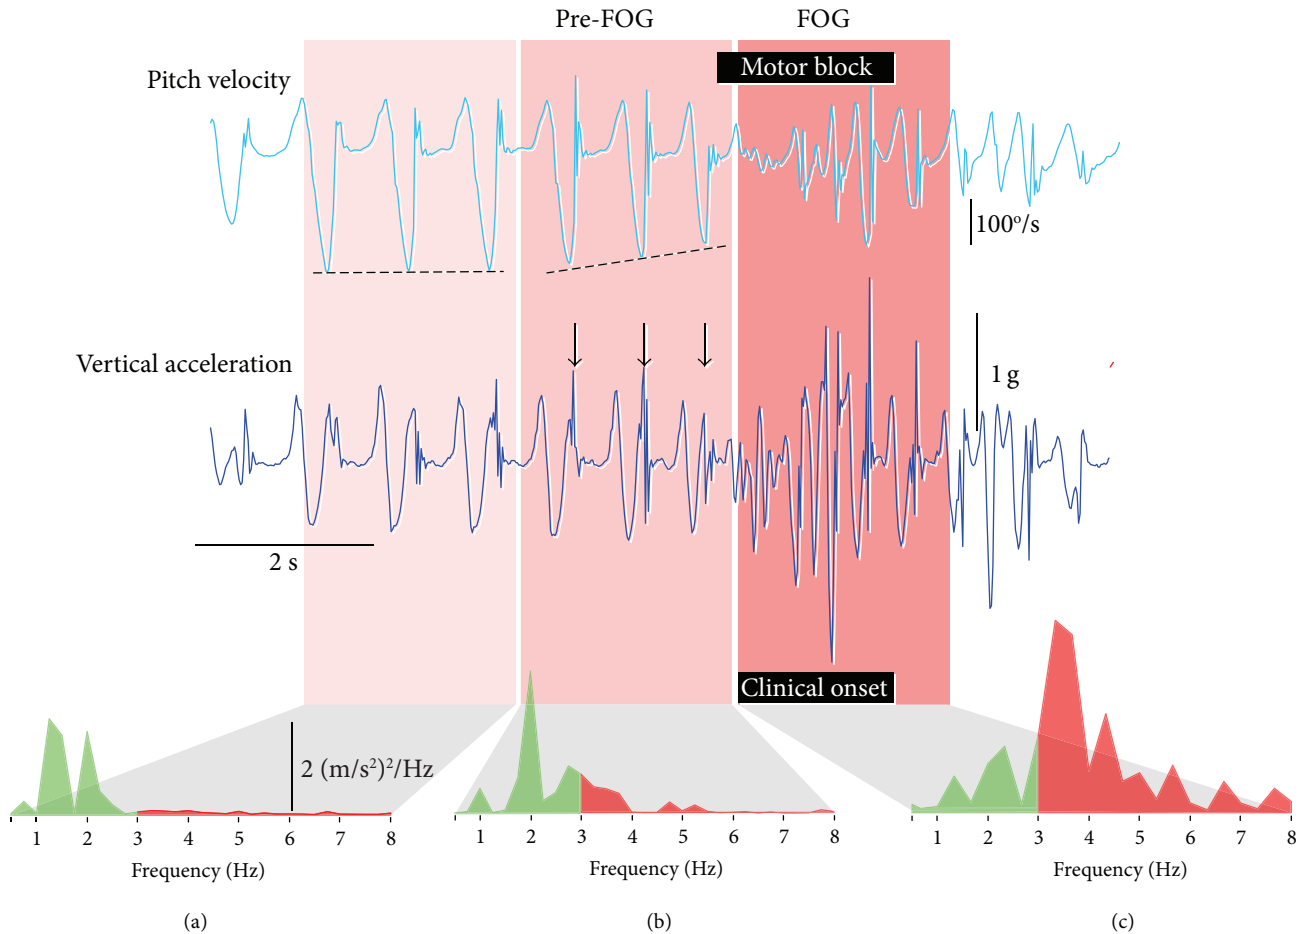 Pre-FOG
FOG
Motor block
Pitch velocity
100°/s
Vertical acceleration
1 g
2 s
Clinical onset
2 (m/s²)²/Hz
1 2 3 4 5 6 7 8
1 2 3 4 5 6 7 8
1 2 3 4 5 6 7 8
Frequency (Hz)
Frequency (Hz)
Frequency (Hz)
(a)
(b)
(c)